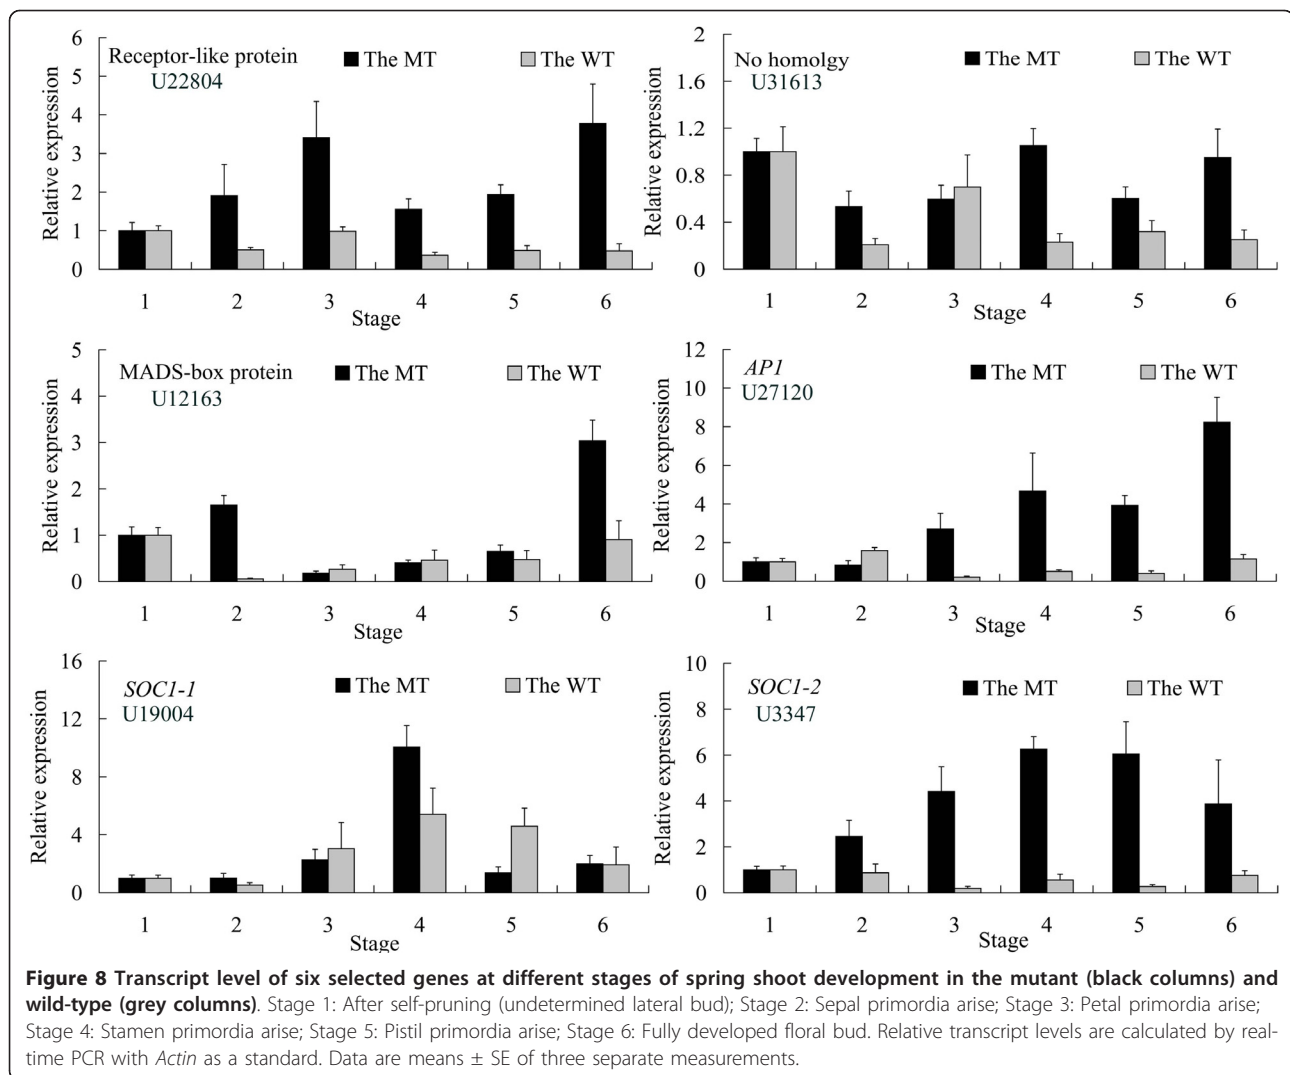 6
5
4
3
2
1
0
Relative expression
Receptor-like protein
U22804
The MT
The WT
1 2 3 4 5 6
Stage
2
1.6
1.2
0.8
0.4
0
Relative expression
No homolgy
U31613
The MT
The WT
1 2 3 4 5 6
Stage
5
4
3
2
1
0
Relative expression
MADS-box protein
U12163
The MT
The WT
1 2 3 4 5 6
Stage
12
10
8
6
4
2
0
Relative expression
AP1
U27120
The MT
The WT
1 2 3 4 5 6
Stage
16
12
8
4
0
Relative expression
SOC1-1
U19004
The MT
The WT
1 2 3 4 5 6
Stage
10
8
6
4
2
0
Relative expression
SOC1-2
U3347
The MT
The WT
1 2 3 4 5 6
Stage
Figure 8 Transcript level of six selected genes at different stages of spring shoot development in the mutant (black columns) and
wild-type (grey columns). Stage 1: After self-pruning (undetermined lateral bud); Stage 2: Sepal primordia arise; Stage 3: Petal primordia arise;
Stage 4: Stamen primordia arise; Stage 5: Pistil primordia arise; Stage 6: Fully developed floral bud. Relative transcript levels are calculated by real-
time PCR with Actin as a standard. Data are means ± SE of three separate measurements.